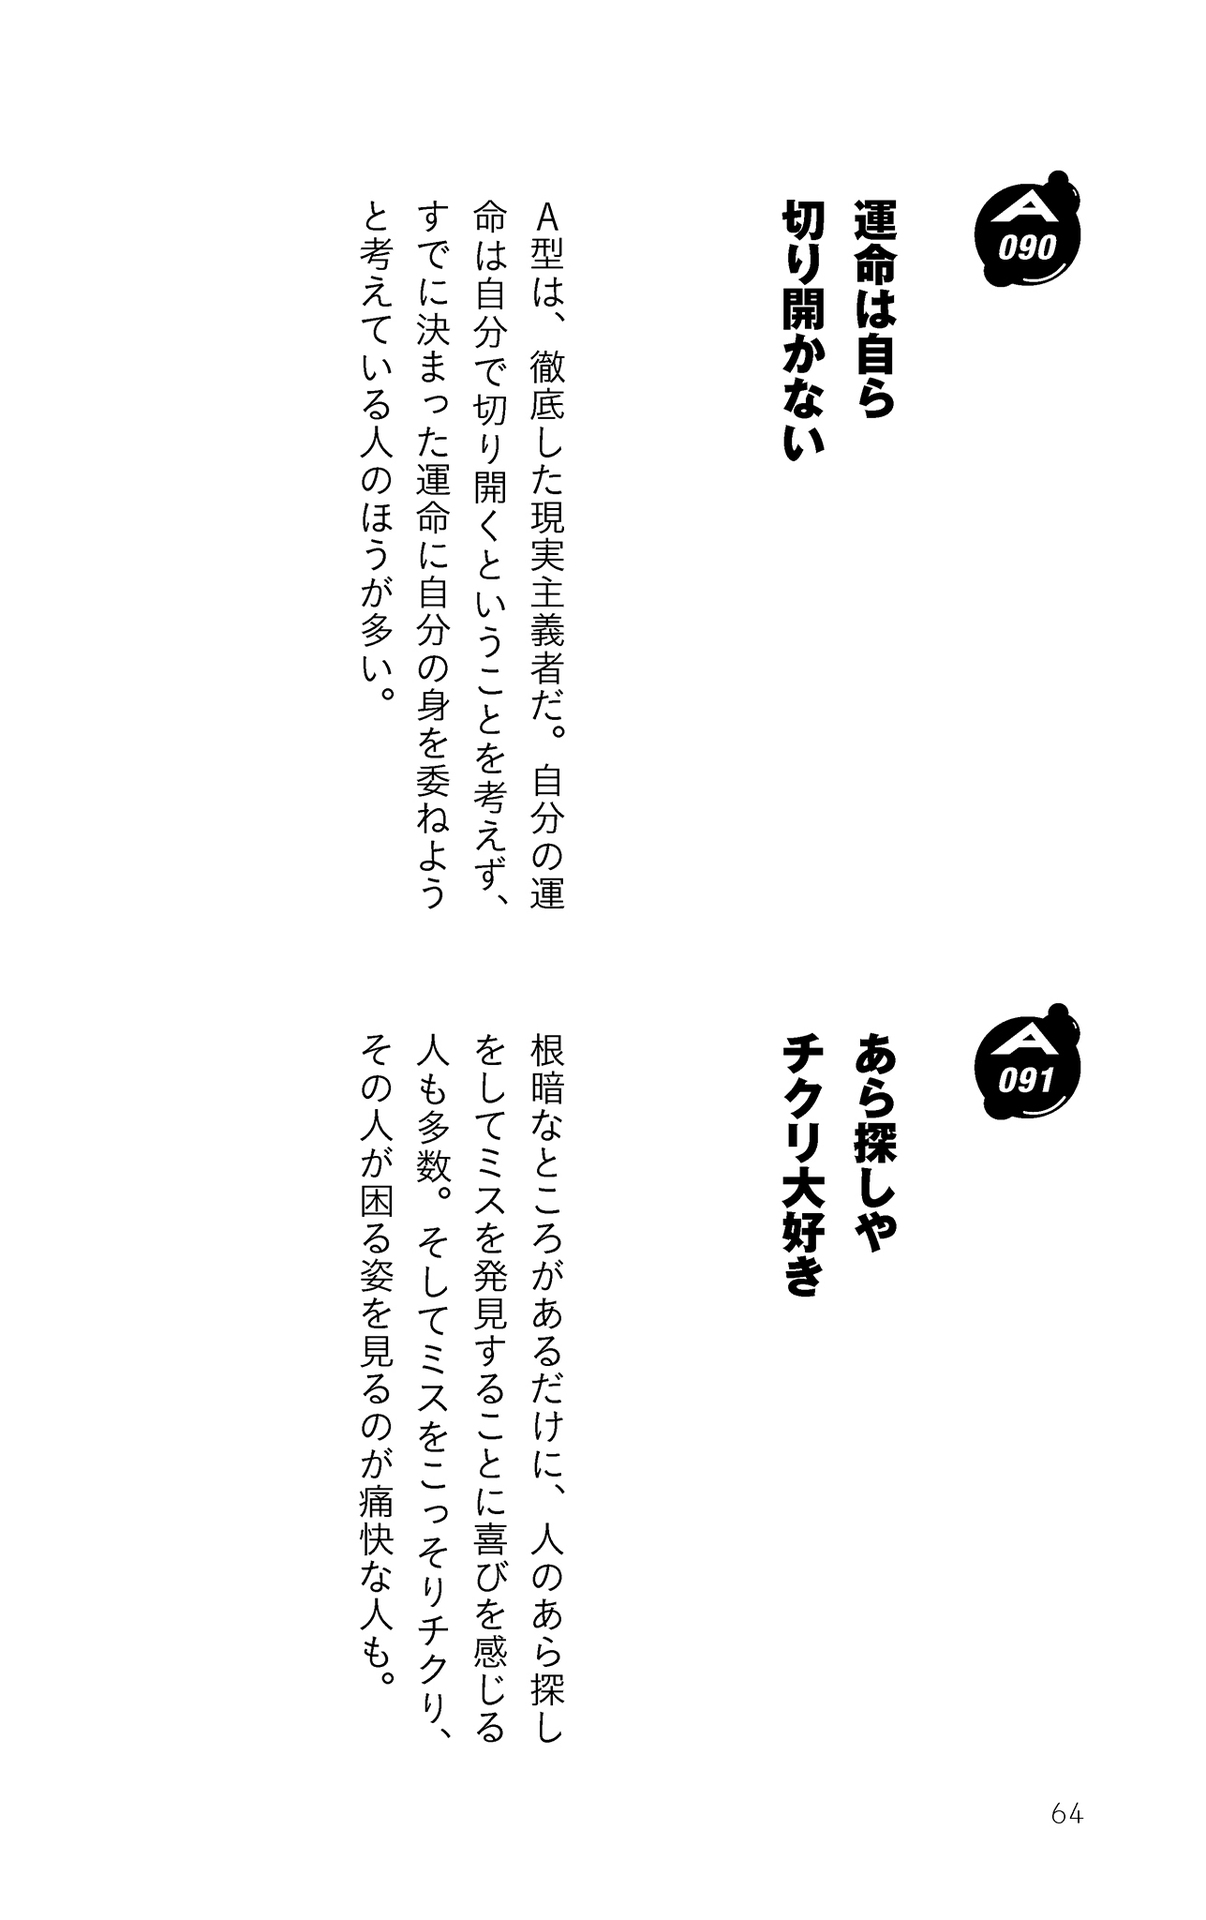 A
090
運命は自ら
切り開かない
A型は、徹底した現実主義者だ。自分の運
命は自分で切り開くということを考えず、
すでに決まった運命に自分の身を委ねよう
と考えている人のほうが多い。
A
091
あら探しや
チクリ大好き
根暗なところがあるだけに、人のあら探し
をしてミスを発見することに喜びを感じる
人も多数。そしてミスをこっそりチクり、
その人が困る姿を見るのが痛快な人も。
64